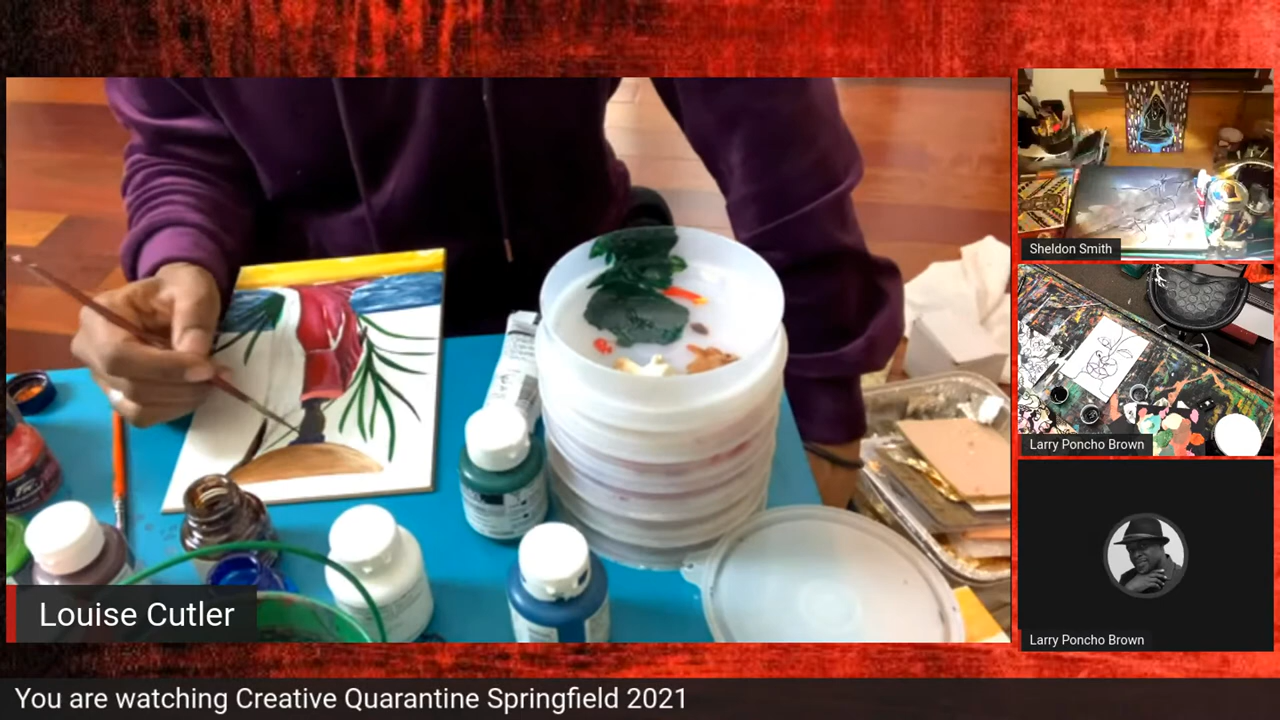 Sheldon Smith
Larry Poncho Brown
Louise Cutler
Larry Poncho Brown
You are watching Creative Quarantine Springfield 2021